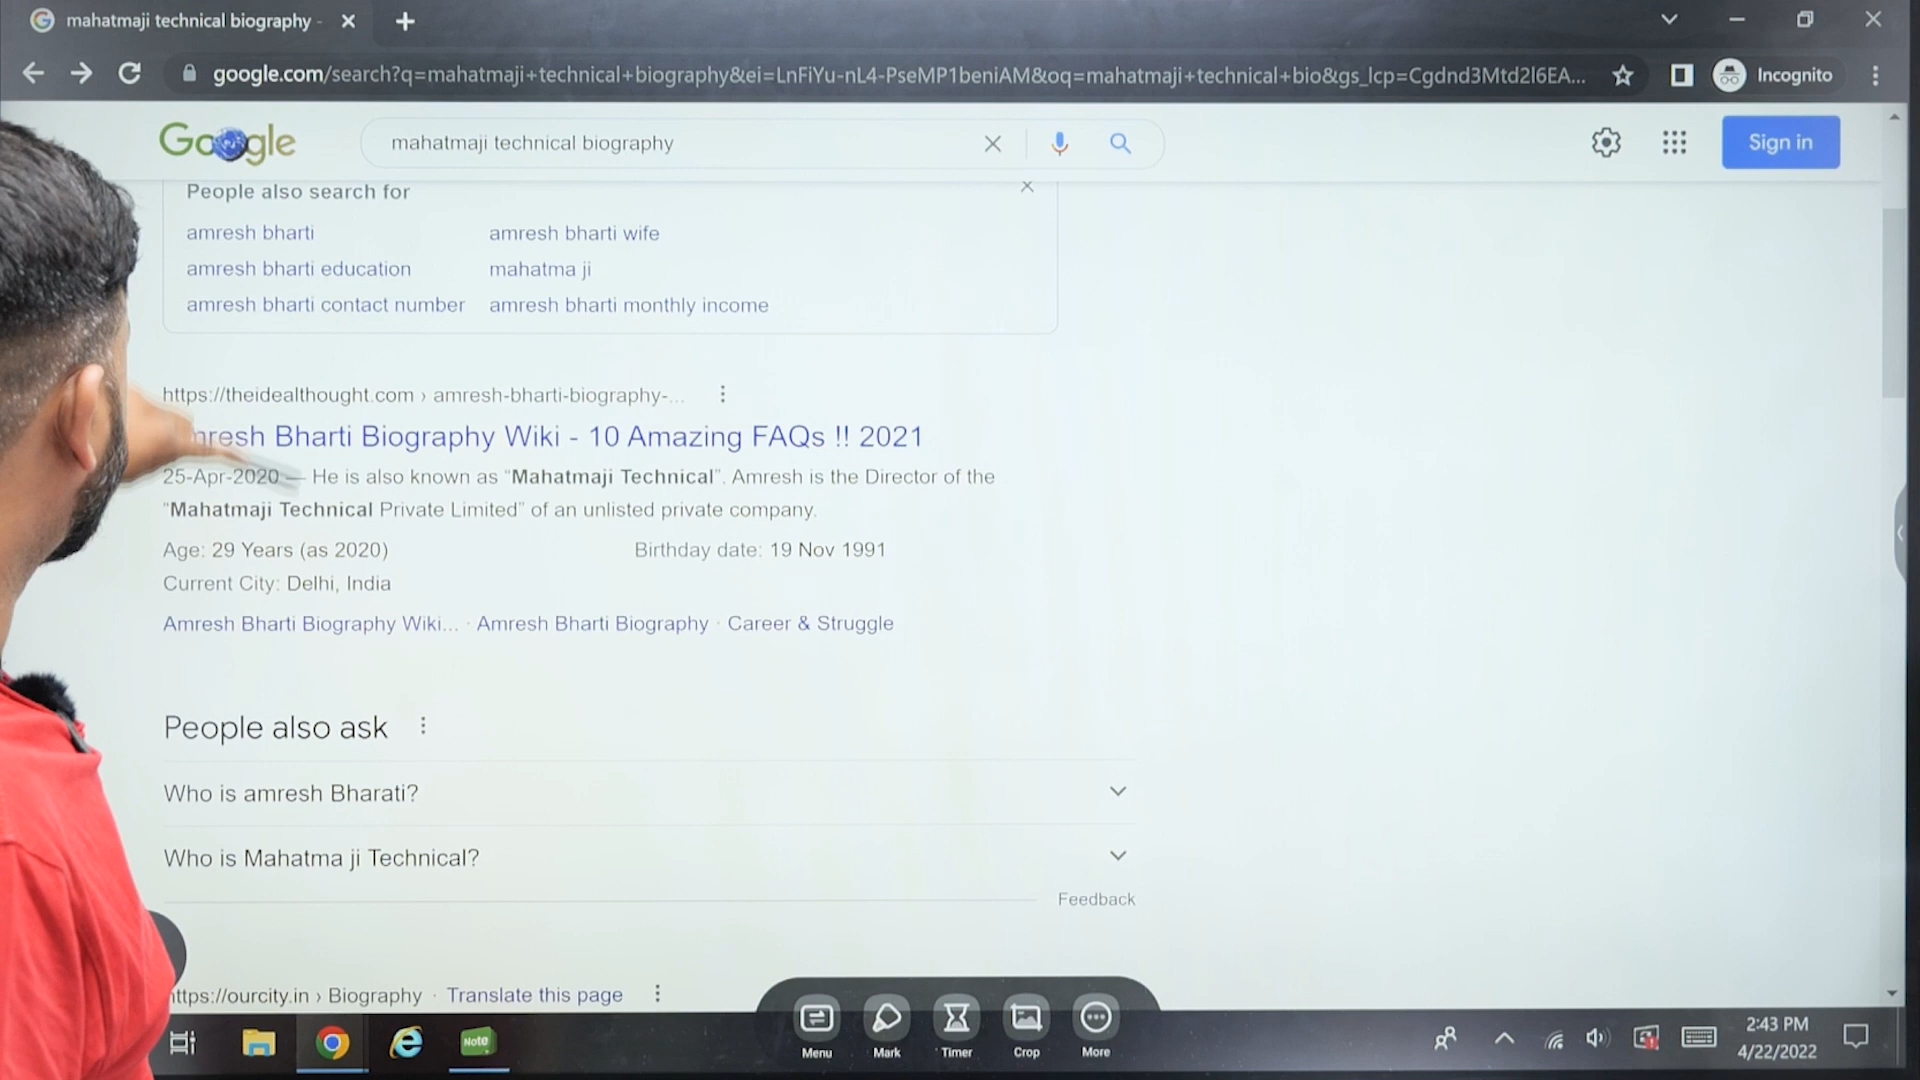 mahatmaji technical biography -
google.com/search?q=mahatmaji+technical+biography&ei=LnFiYu-nL4-PseMP1beniAM&oq=mahatmaji+technical+bio&gs_lcp=Cgdnd3Mtd2l6EA...
Incognito
Google
mahatmaji technical biography
Sign in
People also search for
amresh bharti
amresh bharti wife
amresh bharti education
mahatma ji
amresh bharti contact number
amresh bharti monthly income
https://theidealthought.com › amresh-bharti-biography-...
Bharti Biography Wiki - 10 Amazing FAQs !! 2021
25-Apr-2020 — He is also known as "Mahatmaji Technical". Amresh is the Director of the
"Mahatmaji Technical Private Limited" of an unlisted private company.
Age: 29 Years (as 2020)
Birthday date: 19 Nov 1991
Current City: Delhi, India
Amresh Bharti Biography Wiki... · Amresh Bharti Biography · Career & Struggle
People also ask
Who is amresh Bharati?
Who is Mahatma ji Technical?
Feedback
https://ourcity.in › Biography · Translate this page
Note
Menu
Mark
Timer
Crop
More
2:43 PM
4/22/2022